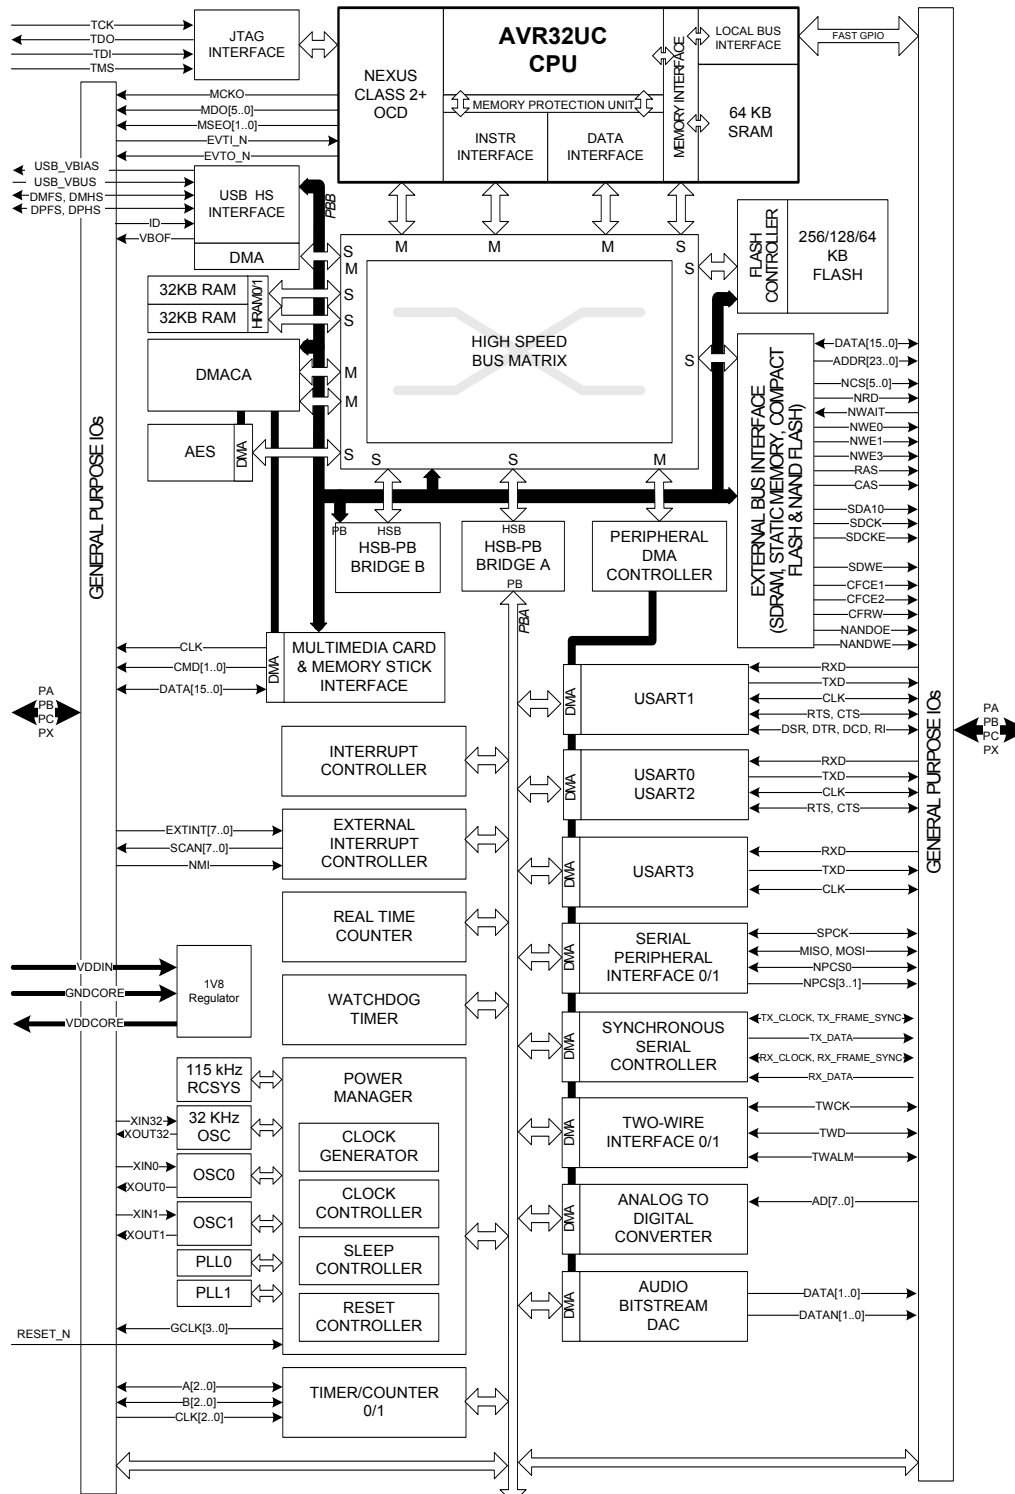 TCK
TDO
TDI
TMS
JTAG
INTERFACE
MCKO
MDO[5..0]
MSEO[1..0]
EVTI_N
EVTO_N
NEXUS
CLASS 2+
OCD
AVR32UC
CPU
MEMORY PROTECTION UNIT
INSTR
INTERFACE
DATA
INTERFACE
MEMORY INTERFACE
LOCAL BUS
INTERFACE
64 KB
SRAM
FAST GPIO
USB_VBIAS
USB_VBUS
DMFS, DMHS
DPFS, DPHS
ID
VBOF
USB HS
INTERFACE
DMA
PBB
32KB RAM
32KB RAM
HRAM0/1
DMACA
AES
DMA
M
M
M
S
S
M
S
S
M
M
S
S
S
S
S
M
HIGH SPEED
BUS MATRIX
FLASH
CONTROLLER
256/128/64
KB
FLASH
EXTERNAL BUS INTERFACE
(SDRAM, STATIC MEMORY, COMPACT
FLASH & NAND FLASH)
DATA[15..0]
ADDR[23..0]
NCS[5..0]
NRD
NWAIT
NWE0
NWE1
NWE3
RAS
CAS
SDA10
SDCK
SDCKE
SDWE
CFCE1
CFCE2
CFRW
NANDOE
NANDWE
PB
HSB
HSB-PB
BRIDGE B
HSB
HSB-PB
BRIDGE A
PB
PBA
PERIPHERAL
DMA
CONTROLLER
GENERAL PURPOSE IOs
GENERAL PURPOSE IOs
PA
PB
PC
PX
PA
PB
PC
PX
CLK
CMD[1..0]
DATA[15..0]
DMA
MULTIMEDIA CARD
& MEMORY STICK
INTERFACE
INTERRUPT
CONTROLLER
EXTINT[7..0]
SCAN[7..0]
NMI
EXTERNAL
INTERRUPT
CONTROLLER
REAL TIME
COUNTER
VDDIN
GNDCORE
VDDCORE
1V8
Regulator
WATCHDOG
TIMER
115 kHz
RCSYS
XIN32
XOUT32
32 KHz
OSC
XIN0
XOUT0
OSC0
XIN1
XOUT1
OSC1
PLL0
PLL1
GCLK[3..0]
RESET_N
POWER
MANAGER
CLOCK
GENERATOR
CLOCK
CONTROLLER
SLEEP
CONTROLLER
RESET
CONTROLLER
A[2..0]
B[2..0]
CLK[2..0]
TIMER/COUNTER
0/1
DMA
USART1
RXD
TXD
CLK
RTS, CTS
DSR, DTR, DCD, RI
DMA
USART0
USART2
RXD
TXD
CLK
RTS, CTS
DMA
USART3
RXD
TXD
CLK
DMA
SERIAL
PERIPHERAL
INTERFACE 0/1
SPCK
MISO, MOSI
NPCS0
NPCS[3..1]
DMA
SYNCHRONOUS
SERIAL
CONTROLLER
TX_CLOCK, TX_FRAME_SYNC
TX_DATA
RX_CLOCK, RX_FRAME_SYNC
RX_DATA
DMA
TWO-WIRE
INTERFACE 0/1
TWCK
TWD
TWALM
DMA
ANALOG TO
DIGITAL
CONVERTER
AD[7..0]
DMA
AUDIO
BITSTREAM
DAC
DATA[1..0]
DATAN[1..0]